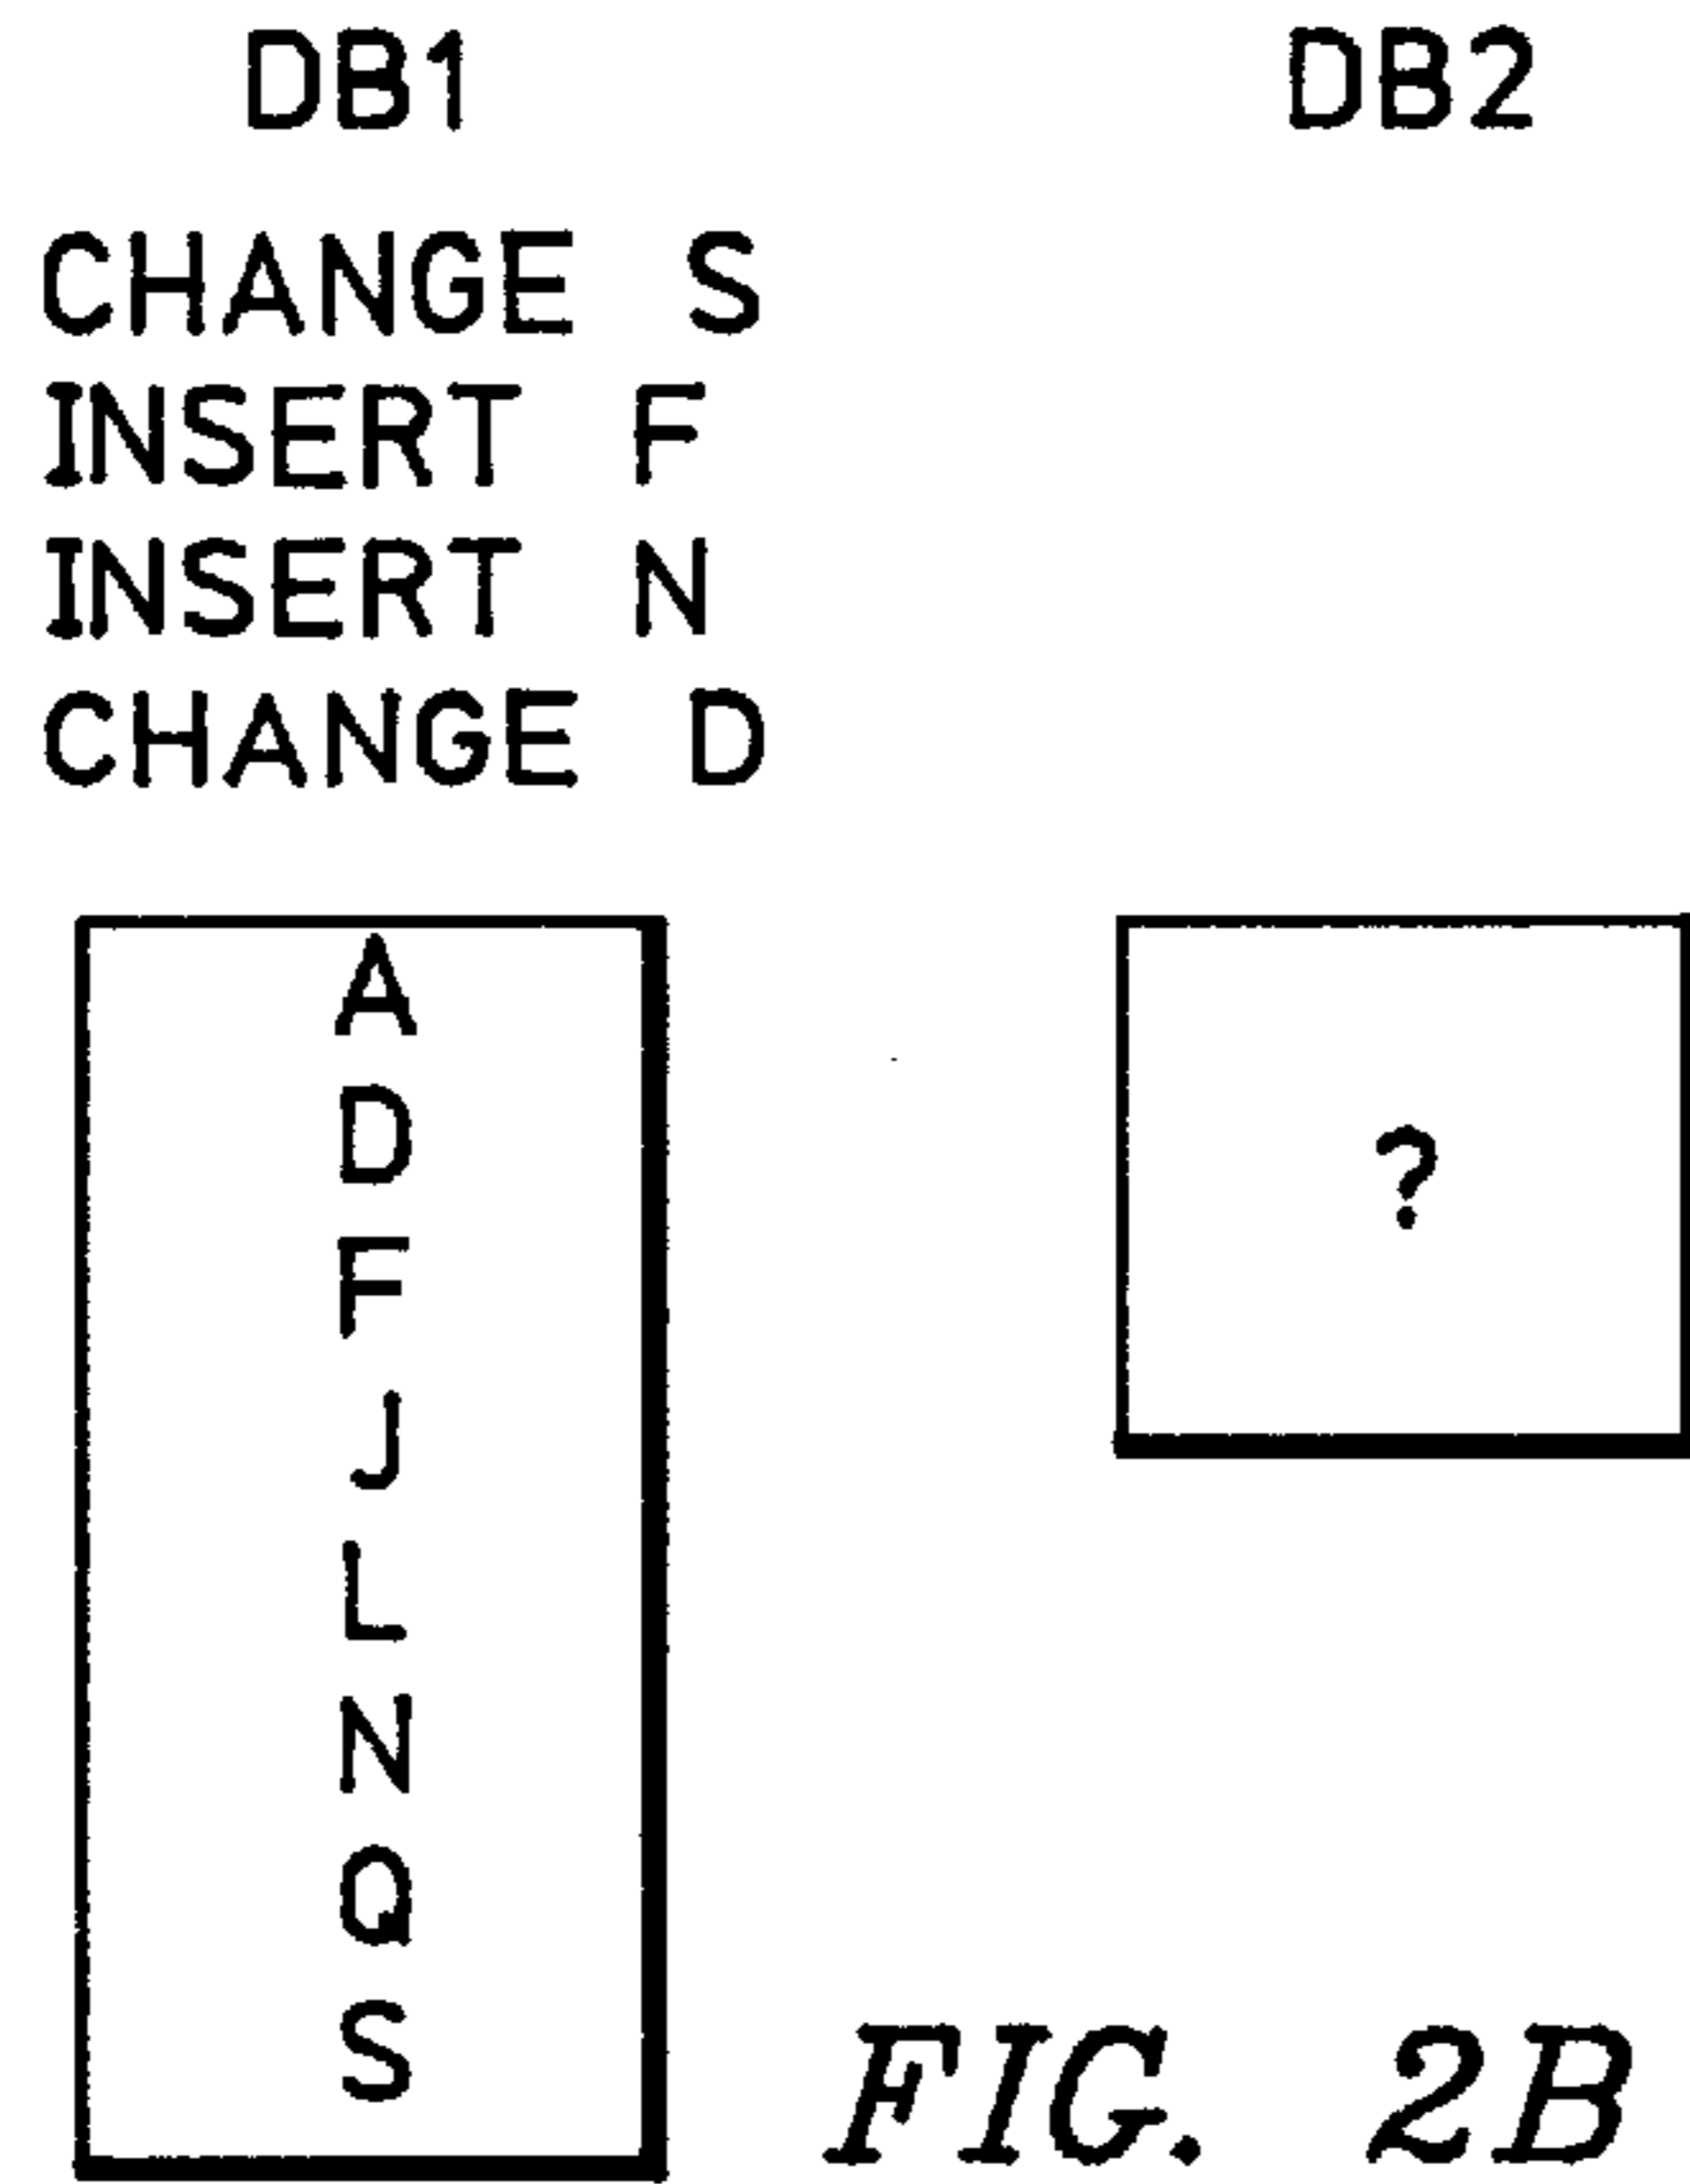 DB1 DB2
CHANGE S
INSERT F
INSERT N
CHANGE D
A
D
F
J
L
N
Q
S
?
FIG. 2B